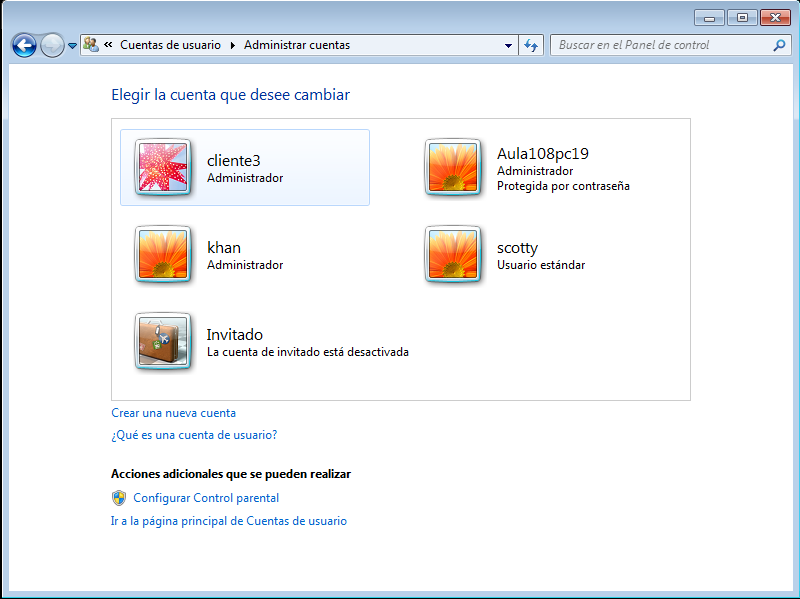 « Cuentas de usuario ▸ Administrar cuentas
Buscar en el Panel de control
Elegir la cuenta que desee cambiar
cliente3
Administrador
Aula108pc19
Administrador
Protegida por contraseña
khan
Administrador
scotty
Usuario estándar
Invitado
La cuenta de invitado está desactivada
Crear una nueva cuenta
¿Qué es una cuenta de usuario?
Acciones adicionales que se pueden realizar
Configurar Control parental
Ir a la página principal de Cuentas de usuario